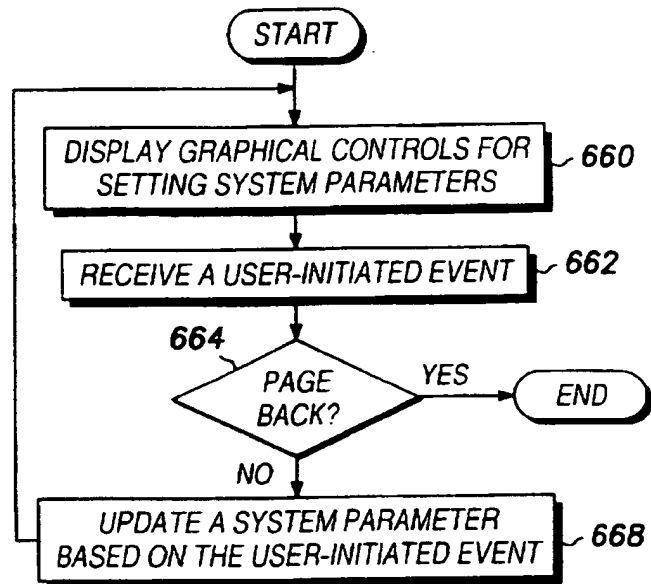 START
DISPLAY GRAPHICAL CONTROLS FOR
SETTING SYSTEM PARAMETERS
660
RECEIVE A USER-INITIATED EVENT
662
664
PAGE
BACK?
YES
END
NO
UPDATE A SYSTEM PARAMETER
BASED ON THE USER-INITIATED EVENT
668